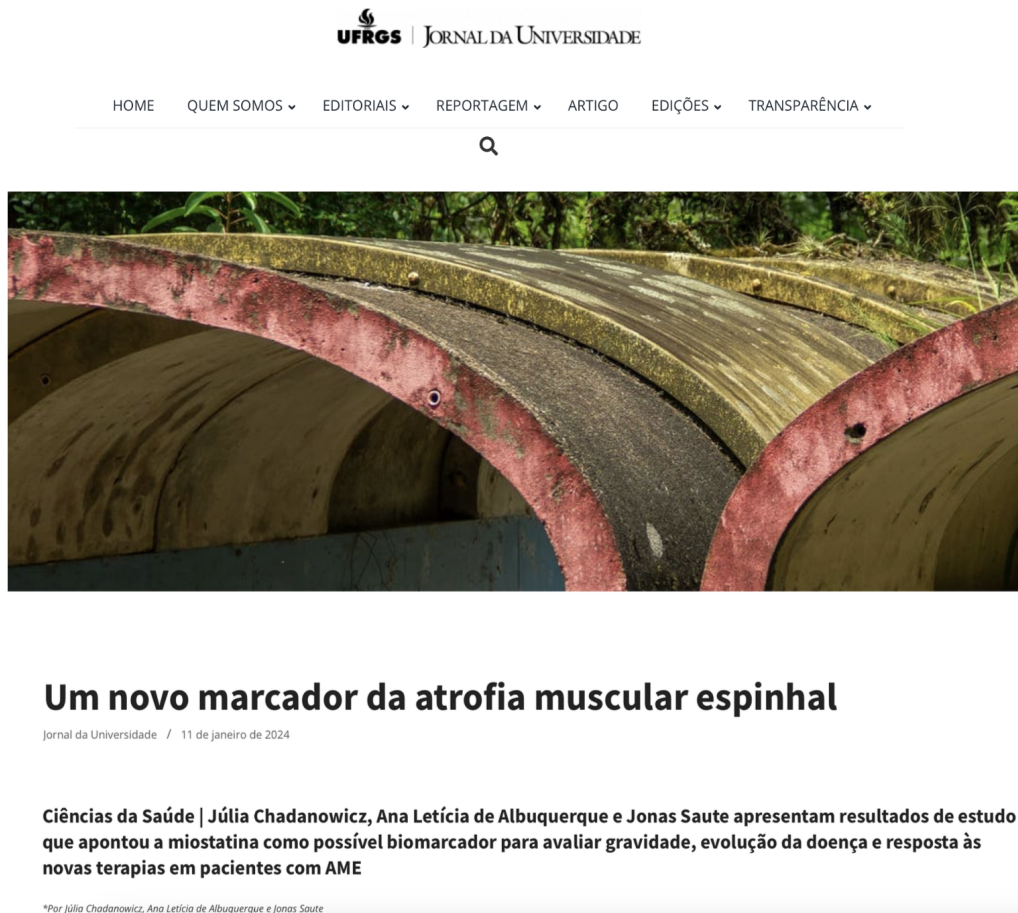 UFRGS | JORNAL DA UNIVERSIDADE
HOME QUEM SOMOS EDITORIAIS REPORTAGEM ARTIGO EDIÇÕES TRANSPARÊNCIA
Um novo marcador da atrofia muscular espinhal
Jornal da Universidade / 11 de janeiro de 2024
Ciências da Saúde | Júlia Chadanowicz, Ana Letícia de Albuquerque e Jonas Saute apresentam resultados de estudo
que apontou a miostatina como possível biomarcador para avaliar gravidade, evolução da doença e resposta às
novas terapias em pacientes com AME
*Por Júlia Chadanowicz, Ana Letícia de Albuquerque e Jonas Saute